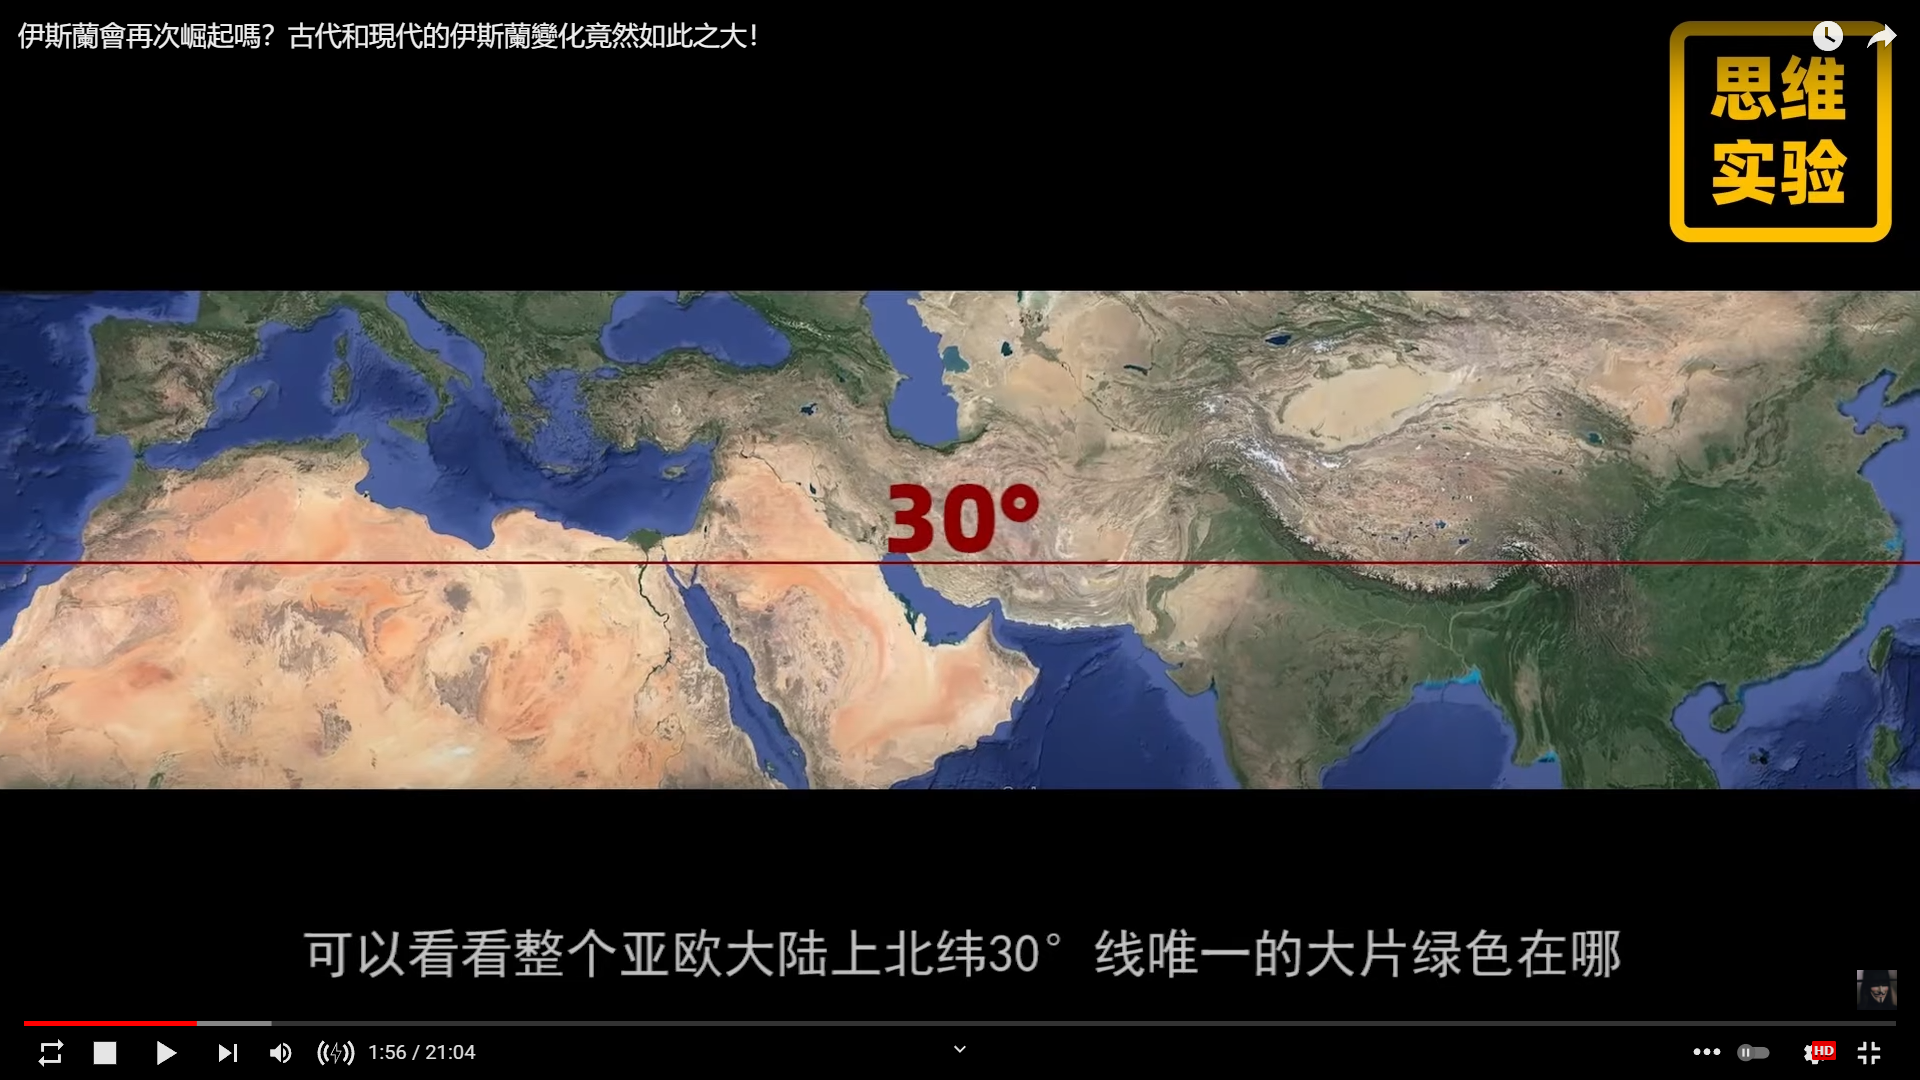 伊斯蘭會再次崛起嗎？古代和現代的伊斯蘭變化竟然如此之大！
思维
实验
30°
可以看看整个亚欧大陆上北纬30°线唯一的大片绿色在哪
1:56 / 21:04
HD